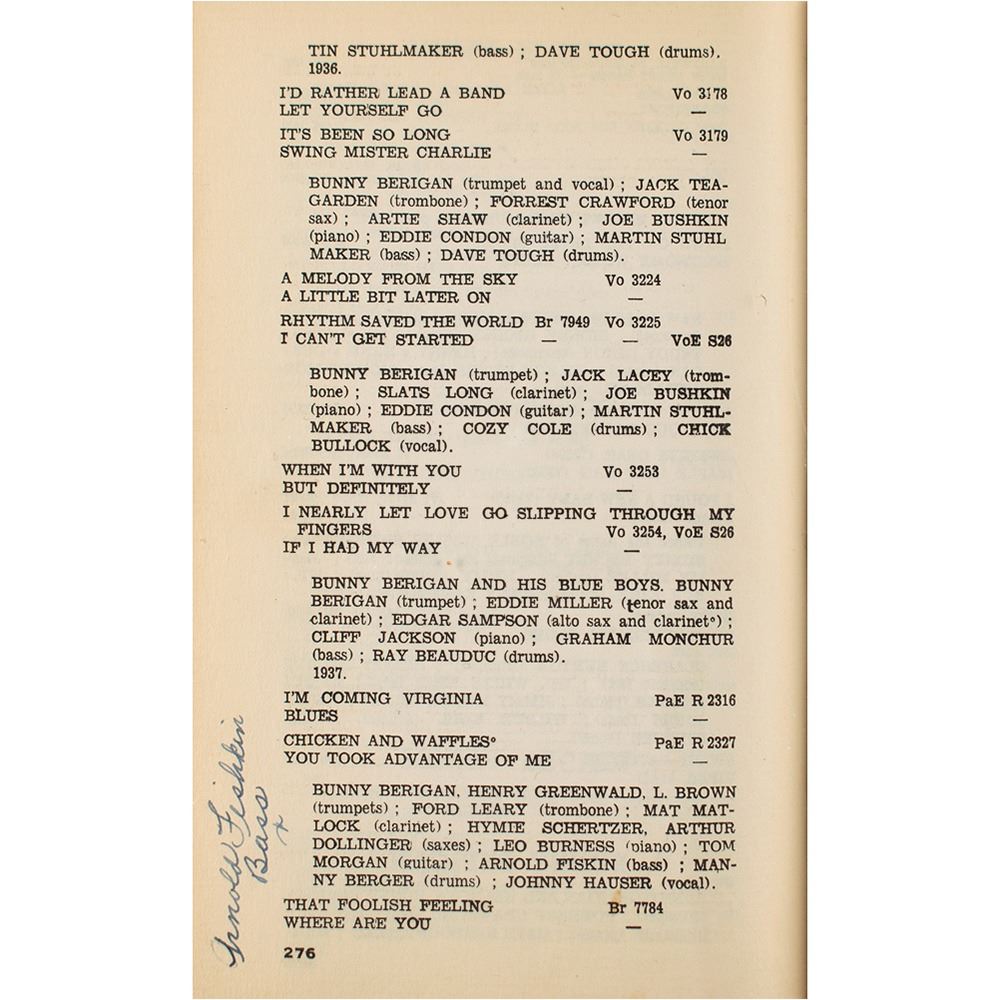 TIN STUHLMAKER (bass) ; DAVE TOUGH (drums).
1936.
I'D RATHER LEAD A BAND Vo 3178
LET YOURSELF GO —
IT'S BEEN SO LONG Vo 3179
SWING MISTER CHARLIE —
BUNNY BERIGAN (trumpet and vocal) ; JACK TEA-
GARDEN (trombone) ; FORREST CRAWFORD (tenor
sax) ; ARTIE SHAW (clarinet) ; JOE BUSHKIN
(piano) ; EDDIE CONDON (guitar) ; MARTIN STUHL
MAKER (bass) ; DAVE TOUGH (drums).
A MELODY FROM THE SKY Vo 3224
A LITTLE BIT LATER ON —
RHYTHM SAVED THE WORLD Br 7949 Vo 3225
I CAN'T GET STARTED — — VoE S26
BUNNY BERIGAN (trumpet) ; JACK LACEY (trom-
bone) ; SLATS LONG (clarinet) ; JOE BUSHKIN
(piano) ; EDDIE CONDON (guitar) ; MARTIN STUHL-
MAKER (bass) ; COZY COLE (drums) ; CHICK
BULLOCK (vocal).
WHEN I'M WITH YOU Vo 3253
BUT DEFINITELY —
I NEARLY LET LOVE GO SLIPPING THROUGH MY
FINGERS Vo 3254, VoE S26
IF I HAD MY WAY —
BUNNY BERIGAN AND HIS BLUE BOYS. BUNNY
BERIGAN (trumpet) ; EDDIE MILLER (tenor sax and
clarinet) ; EDGAR SAMPSON (alto sax and clarinet°) ;
CLIFF JACKSON (piano) ; GRAHAM MONCHUR
(bass) ; RAY BEAUDUC (drums).
1937.
I'M COMING VIRGINIA PaE R 2316
BLUES —
CHICKEN AND WAFFLES° PaE R 2327
YOU TOOK ADVANTAGE OF ME —
BUNNY BERIGAN, HENRY GREENWALD, L. BROWN
(trumpets) ; FORD LEARY (trombone) ; MAT MAT-
LOCK (clarinet) ; HYMIE SCHERTZER, ARTHUR
DOLLINGER (saxes) ; LEO BURNESS (piano) ; TOM
MORGAN (guitar) ; ARNOLD FISKIN (bass) ; MAN-
NY BERGER (drums) ; JOHNNY HAUSER (vocal).
THAT FOOLISH FEELING Br 7784
WHERE ARE YOU —
276
Arnold Fishkin
Bass